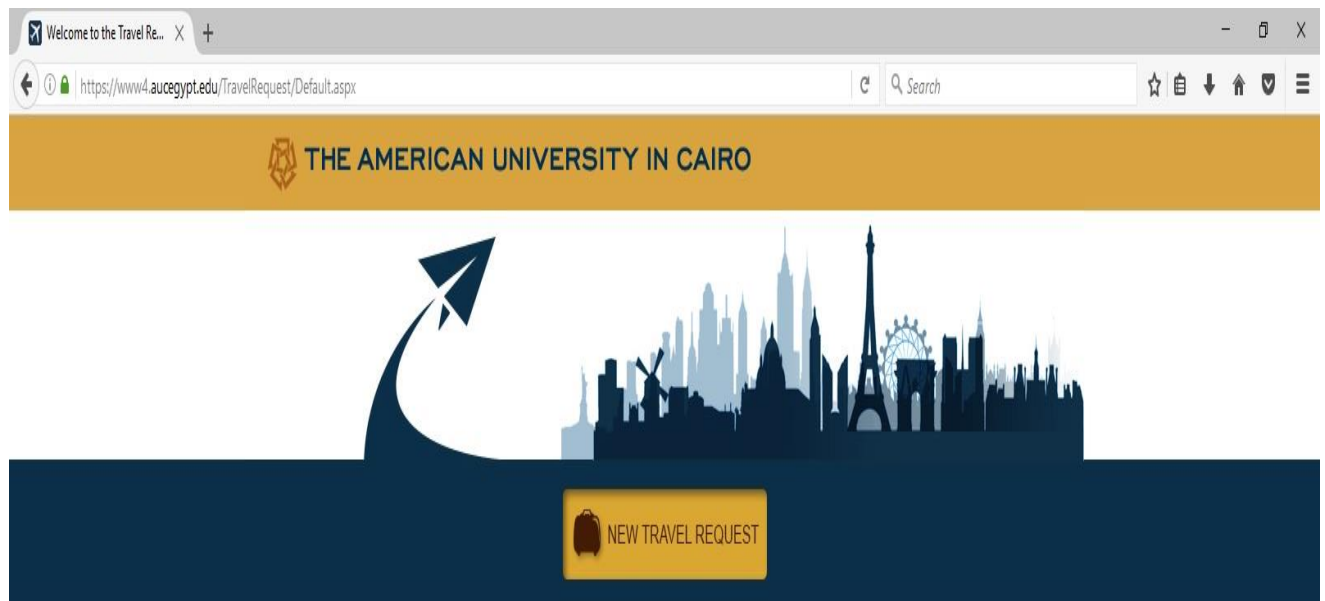 Welcome to the Travel Re...
https://www4.aucegypt.edu/TravelRequest/Default.aspx
Search
THE AMERICAN UNIVERSITY IN CAIRO
NEW TRAVEL REQUEST